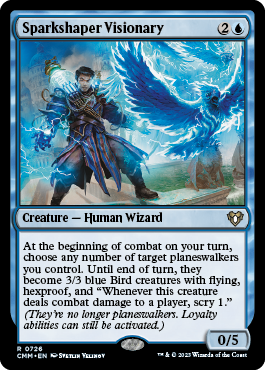 Sparkshaper Visionary 2
Creature — Human Wizard
At the beginning of combat on your turn,
choose any number of target planeswalkers
you control. Until end of turn, they
become 3/3 blue Bird creatures with flying,
hexproof, and “Whenever this creature
deals combat damage to a player, scry 1.”
(They’re no longer planeswalkers. Loyalty
abilities can still be activated.)
0/5
R 0726
CMM • EN Svetlin Velinov
™ & © 2023 Wizards of the Coast